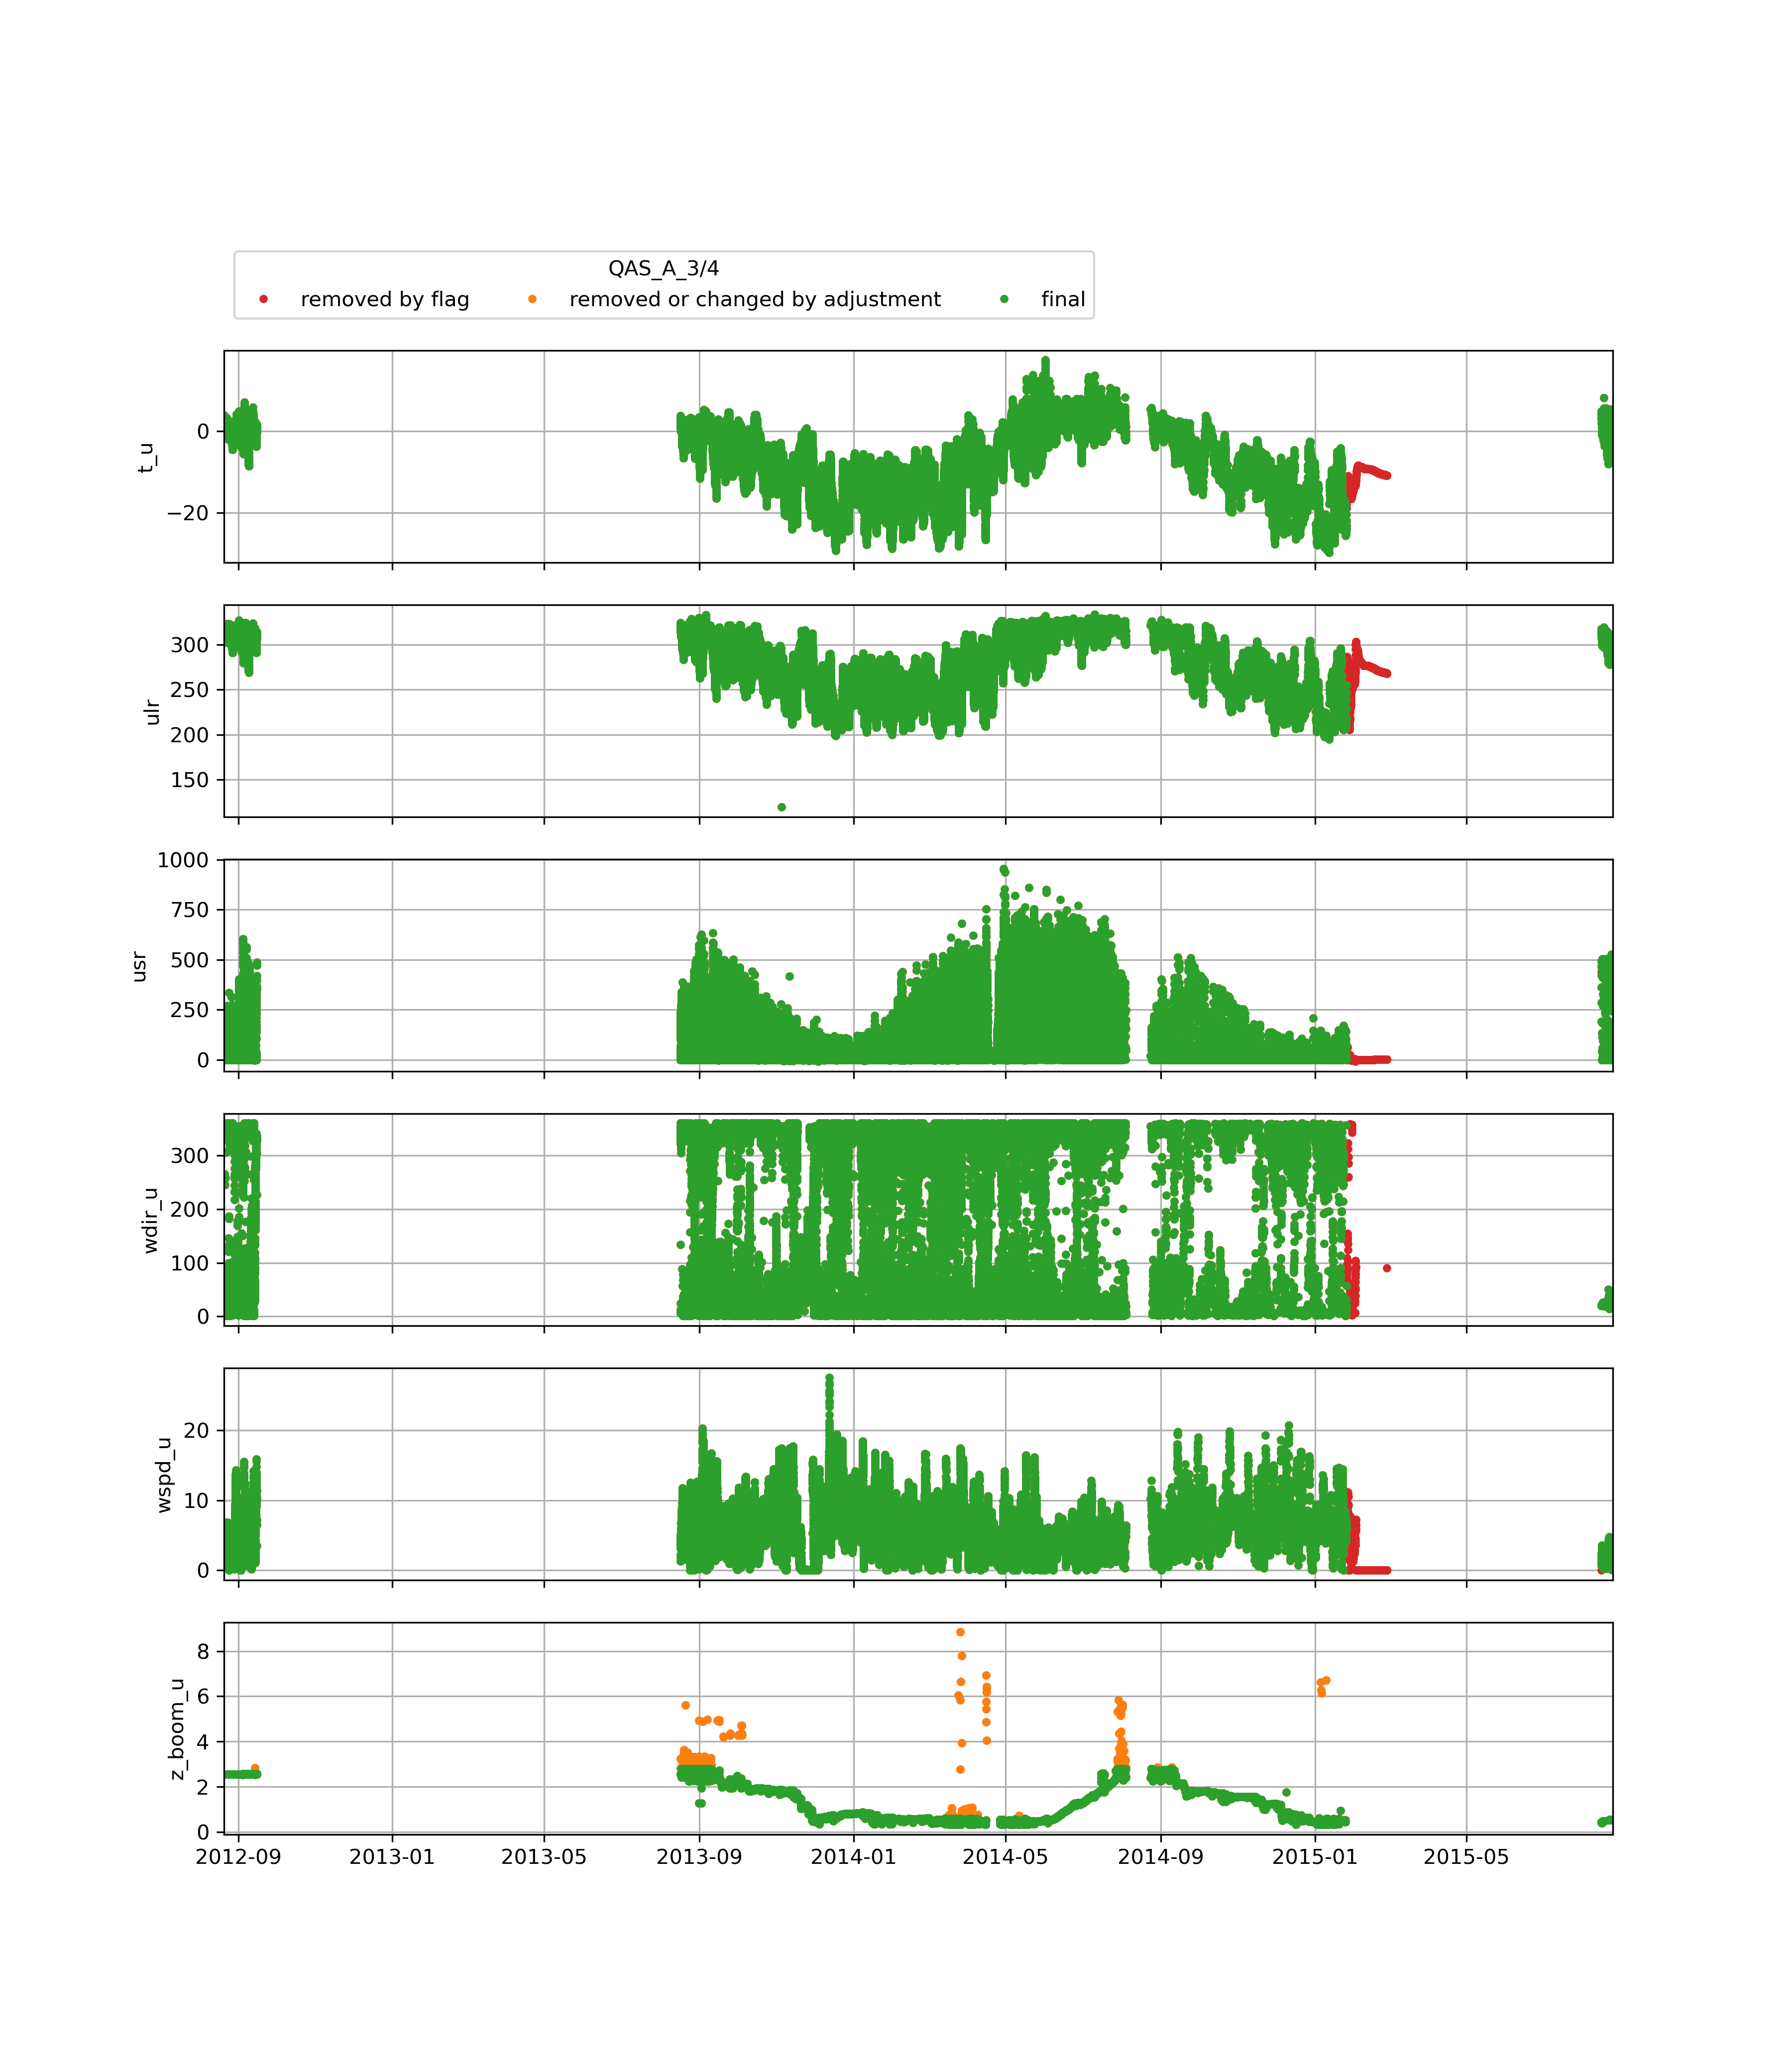 QAS_A_3/4
removed by flag removed or changed by adjustment final
t_u
0
−20
ulr
300
250
200
150
usr
1000
750
500
250
0
wdir_u
300
200
100
0
wspd_u
20
10
0
z_boom_u
8
6
4
2
0
2012-09 2013-01 2013-05 2013-09 2014-01 2014-05 2014-09 2015-01 2015-05